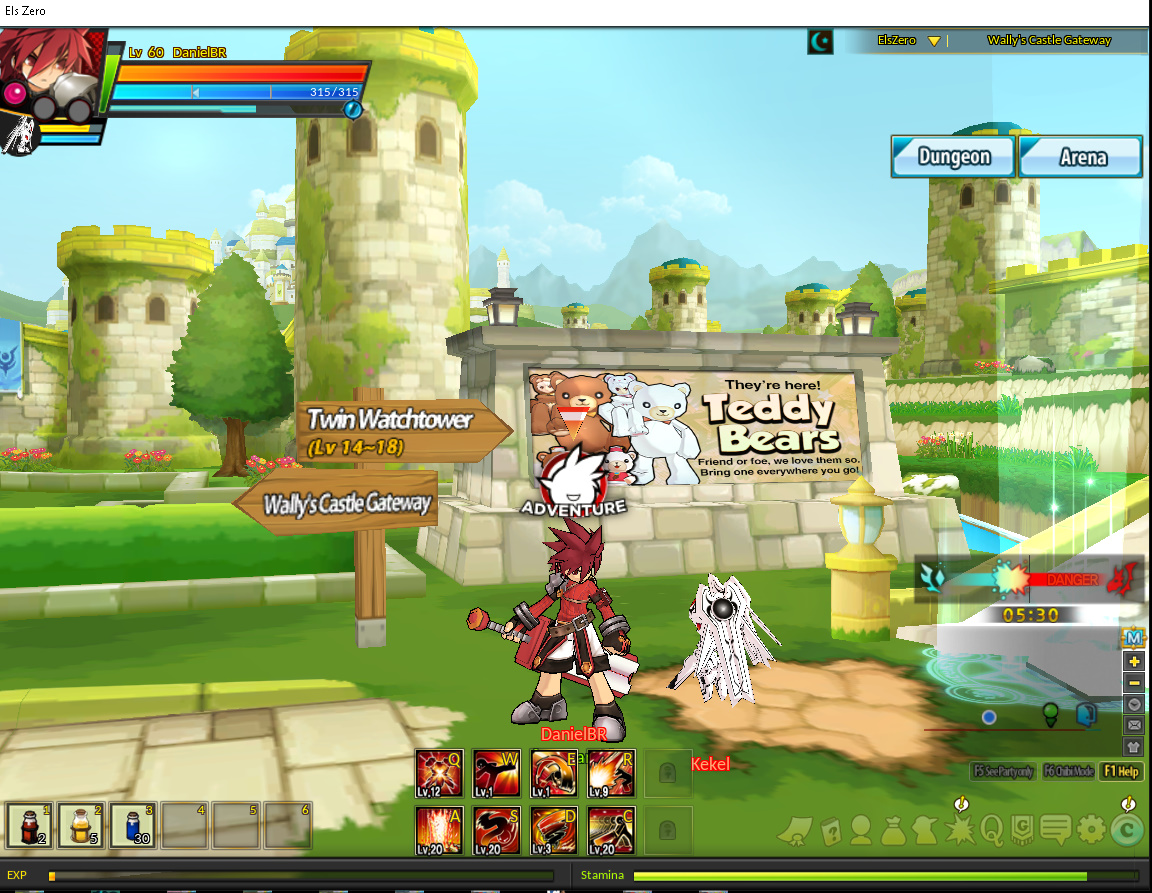 Els Zero
Lv 60 DanielBR
315/315
ElsZero
Wally's Castle Gateway
Dungeon
Arena
They're here!
Teddy
Bears
Friend or foe, we love them so.
Bring one everywhere you go!
Twin Watchtower
(Lv 14~18)
Wally's Castle Gateway
ADVENTURE
DANGER
05:30
M
DanielBR
Kekel
F5 See Party only
F6 Chibi Mode
F1 Help
Q
W
E
R
Lv,12
Lv,1
Lv,1
Lv,9
A
S
D
C
Lv,20
Lv,20
Lv,3
Lv,20
1
2
3
4
5
6
2
5
30
EXP
Stamina